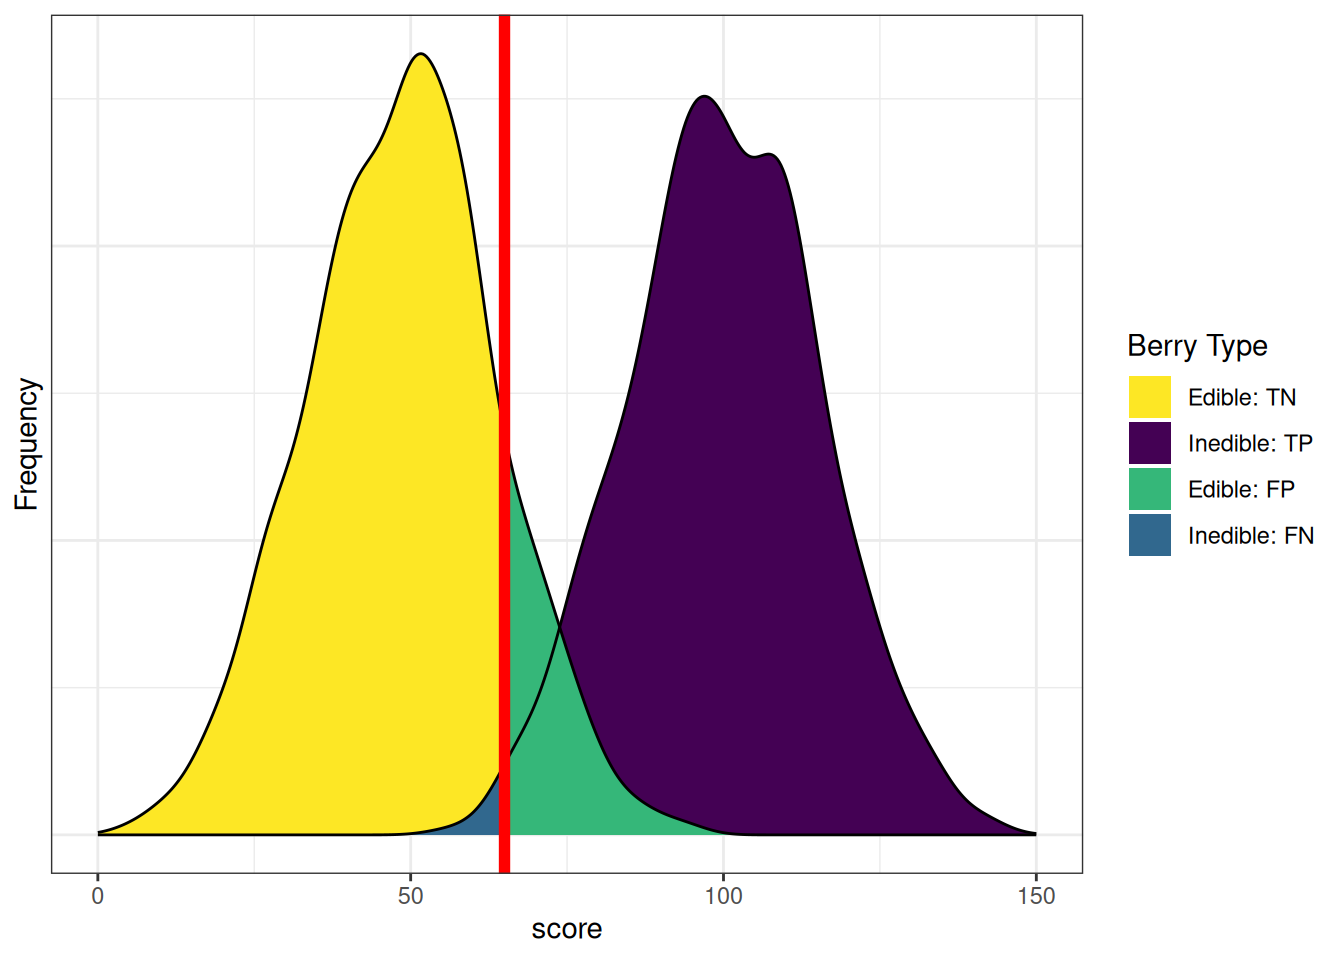 Frequency
0
50
100
150
score
Berry Type
Edible: TN
Inedible: TP
Edible: FP
Inedible: FN